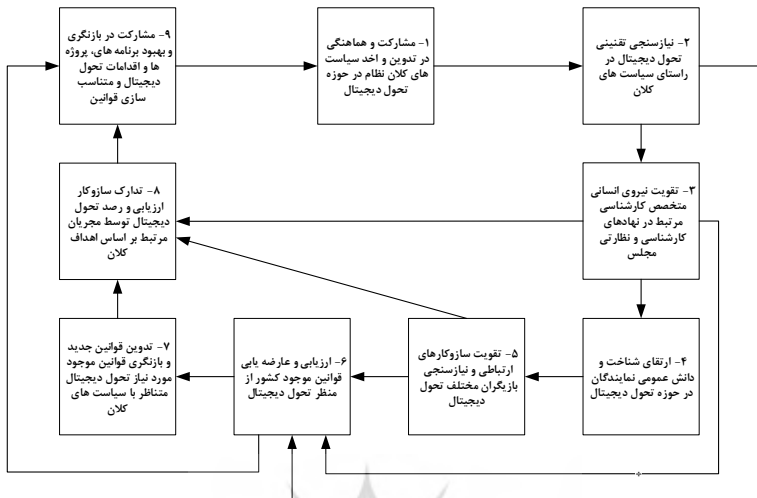 ۱- مشارکت و هماهنگی
در تدوین و اخد سیاست
های کلان نظام در حوزه
تحول دیجیتال
۲- نیازسنجی تقنینی
تحول دیجیتال در
راستای سیاست های
کلان
۳- تقویت نیروی انسانی
متخصص کارشناسی
مرتبط در نهادهای
کارشناسی و نظارتی
مجلس
۴- ارتقای شناخت و
دانش عمومی نمایندگان
در حوزه تحول دیجیتال
۵- تقویت سازوکارهای
ارتباطی و نیازسنجی
بازیگران مختلف تحول
دیجیتال
۶- ارزیابی و عارضه یابی
قوانین موجود کشور از
منظر تحول دیجیتال
۷- تدوین قوانین جدید
و بازنگری قوانین موجود
مورد نیاز تحول دیجیتال
متناظر با سیاست های
کلان
۸- تدارک سازوکار
ارزیابی و رصد تحول
دیجیتال توسط مجریان
مرتبط بر اساس اهداف
کلان
۹- مشارکت در بازنگری
و بهبود برنامه های، پروژه
ها و اقدامات تحول
دیجیتال و متناسب
سازی قوانین